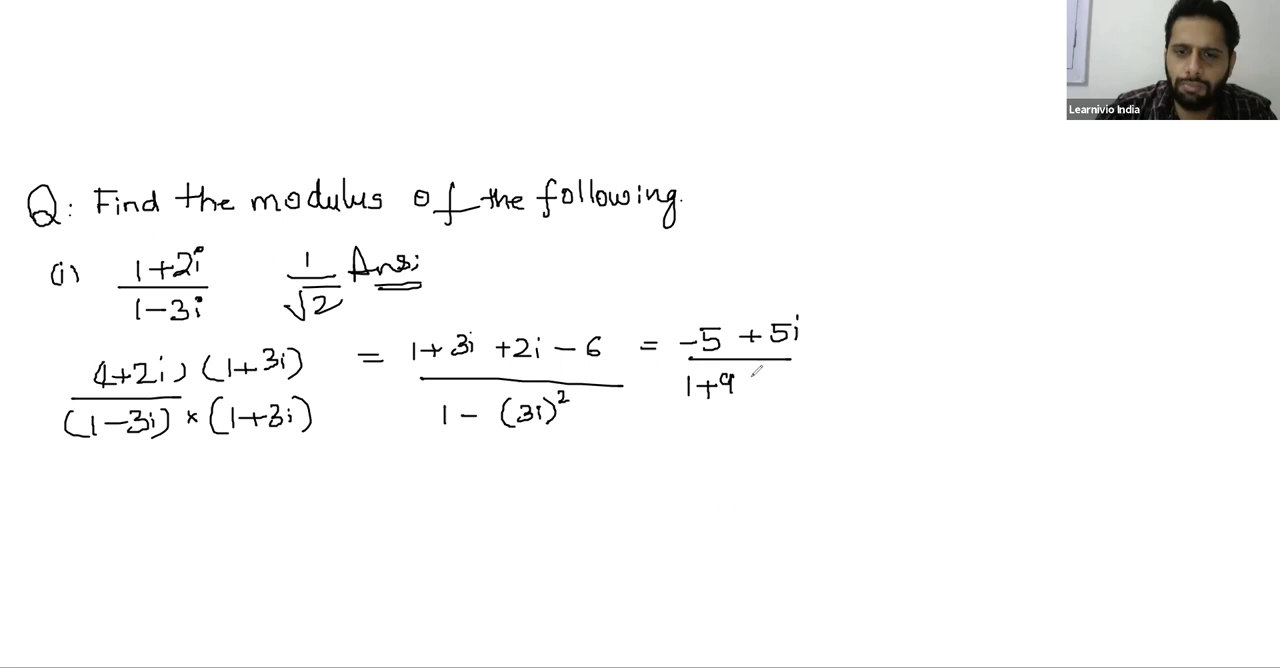 Learnivio India
Q: Find the modulus of the following.
(i) (1+2i)/(1-3i) 1/√2 Ans:
(1+2i)(1+3i)/(1-3i)×(1+3i) = (1+3i+2i-6)/(1-(3i)²) = (-5+5i)/(1+9